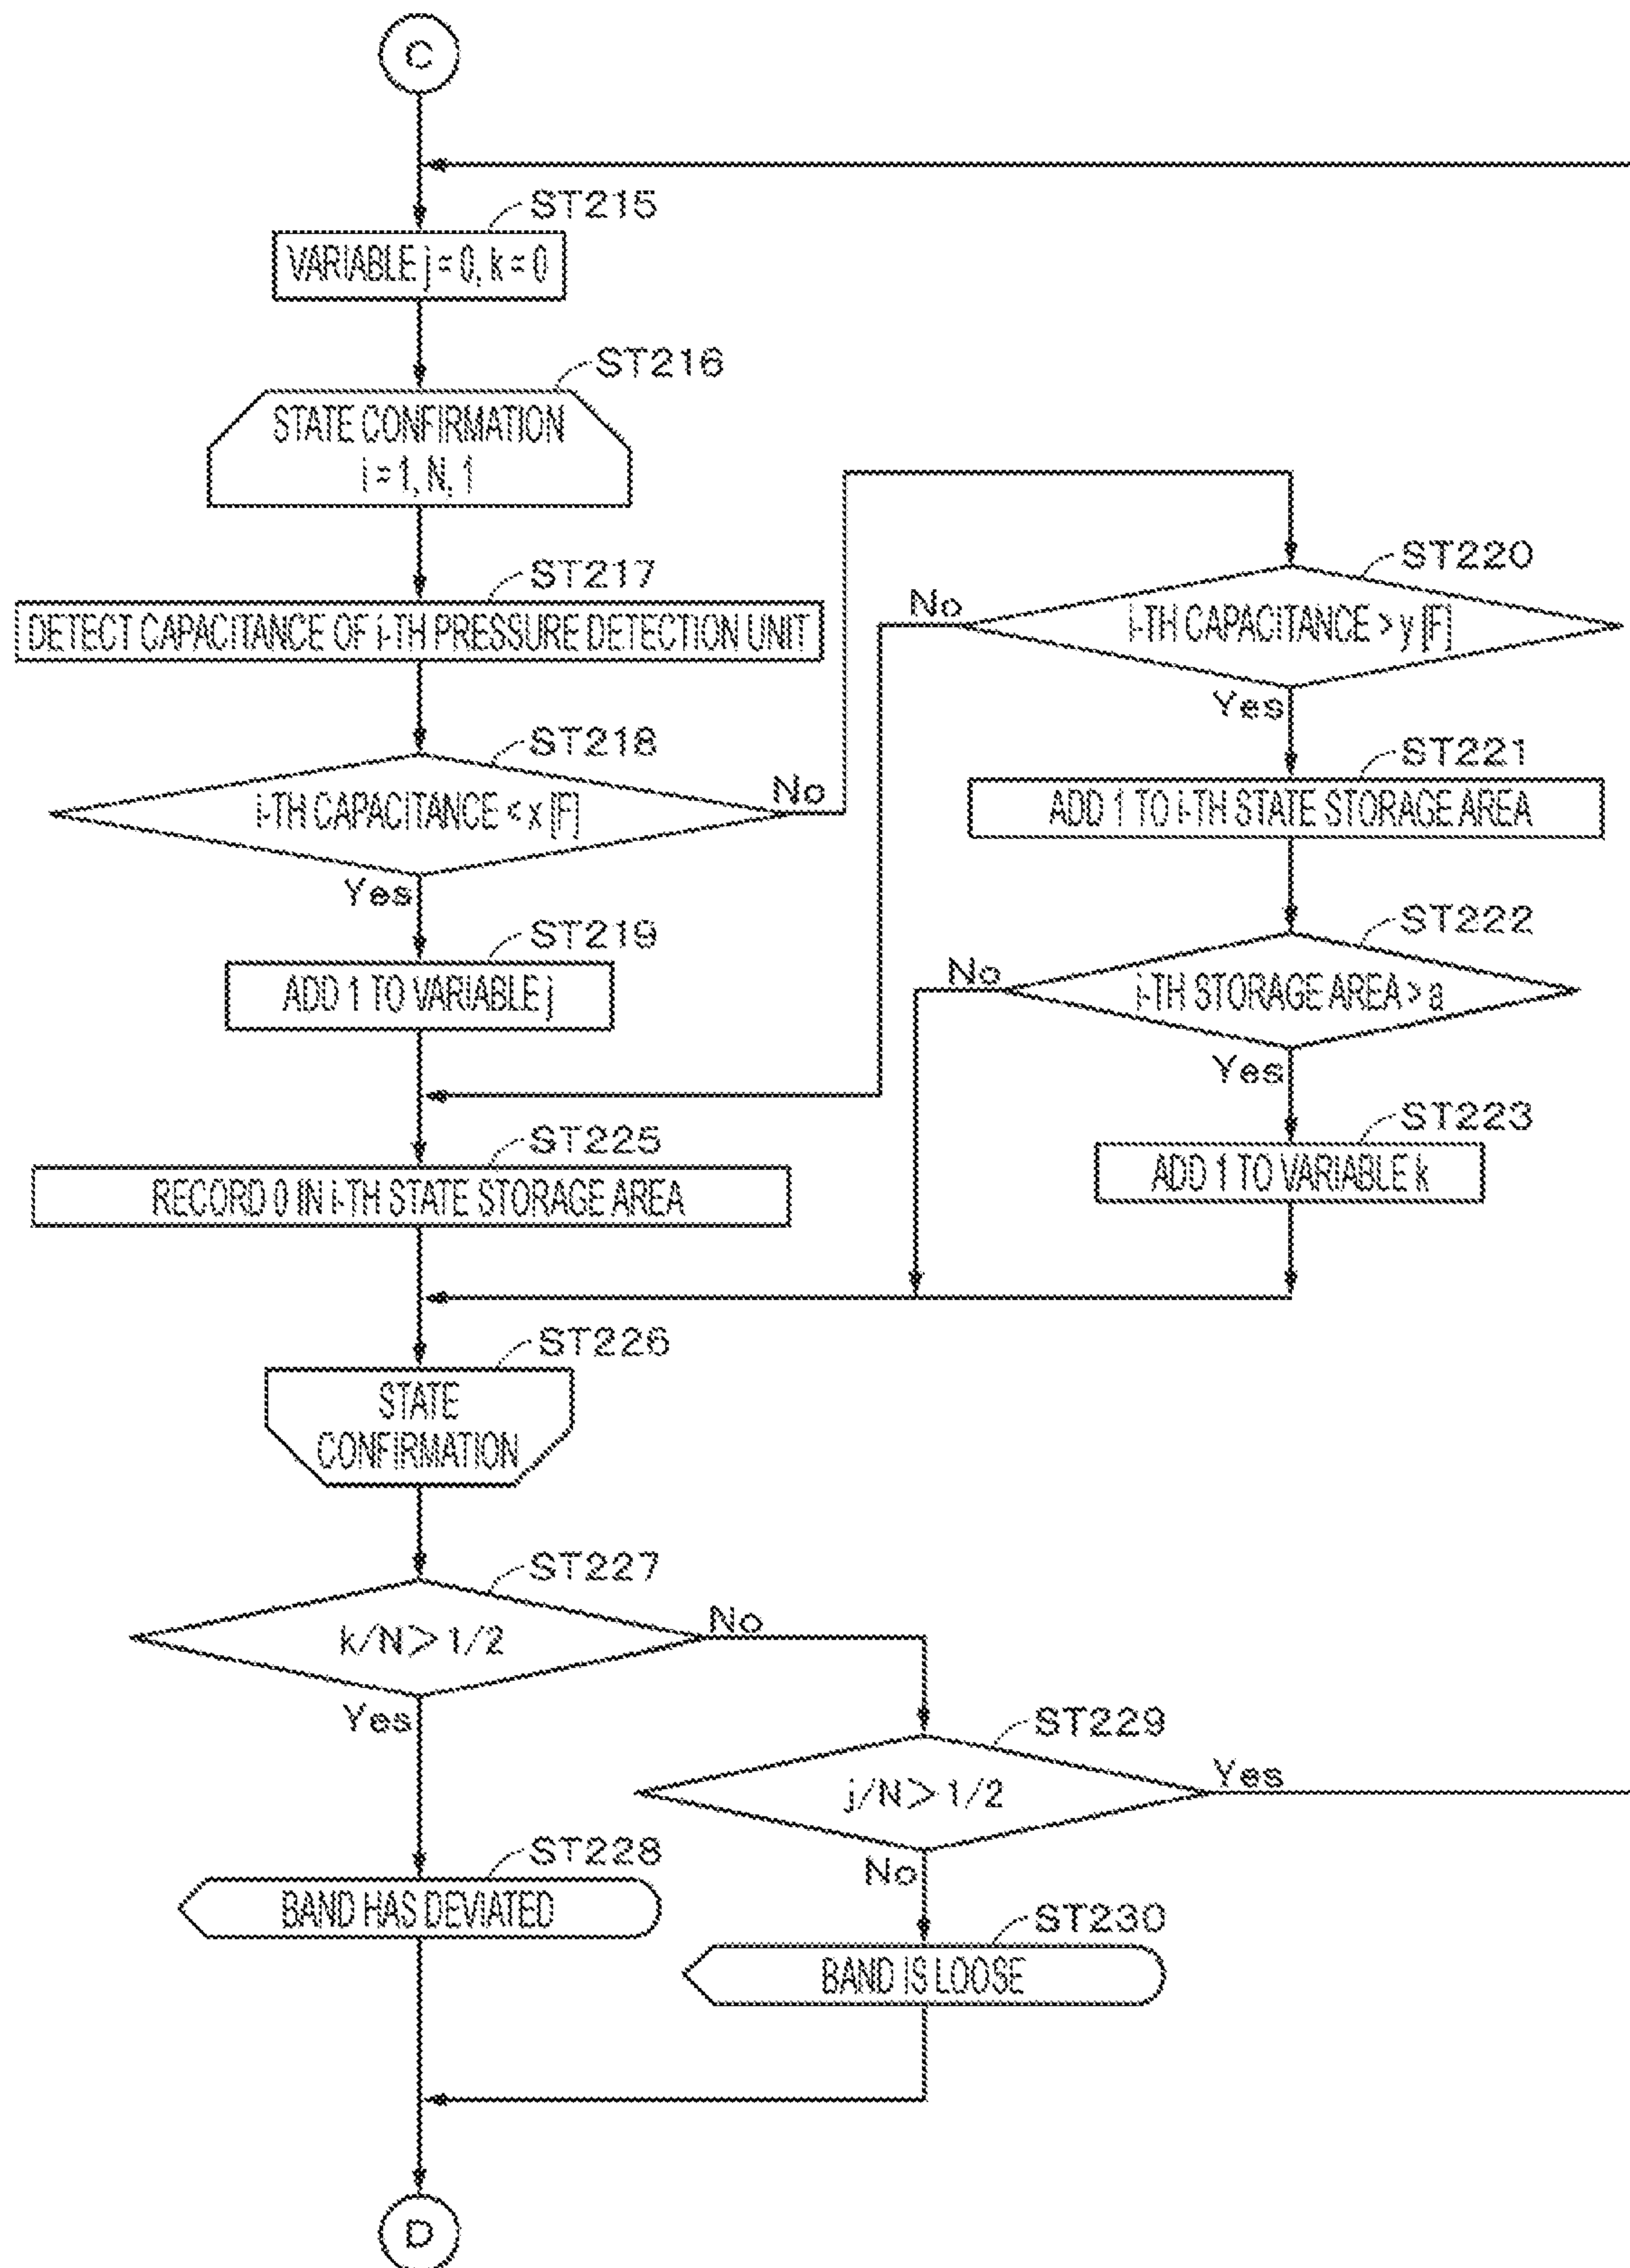 C
ST215
VARIABLE j = 0, k = 0
ST216
STATE CONFIRMATION
i = 1, N, 1
ST217
DETECT CAPACITANCE OF i-TH PRESSURE DETECTION UNIT
ST218
i-TH CAPACITANCE < x [F]
No
Yes
ST219
ADD 1 TO VARIABLE j
ST220
No
i-TH CAPACITANCE > y [F]
Yes
ST221
ADD 1 TO i-TH STATE STORAGE AREA
ST222
No
i-TH STORAGE AREA > a
Yes
ST223
ADD 1 TO VARIABLE k
ST225
RECORD 0 IN i-TH STATE STORAGE AREA
ST226
STATE
CONFIRMATION
ST227
k/N > 1/2
No
Yes
ST229
j/N > 1/2
Yes
No
ST228
BAND HAS DEVIATED
ST230
BAND IS LOOSE
D